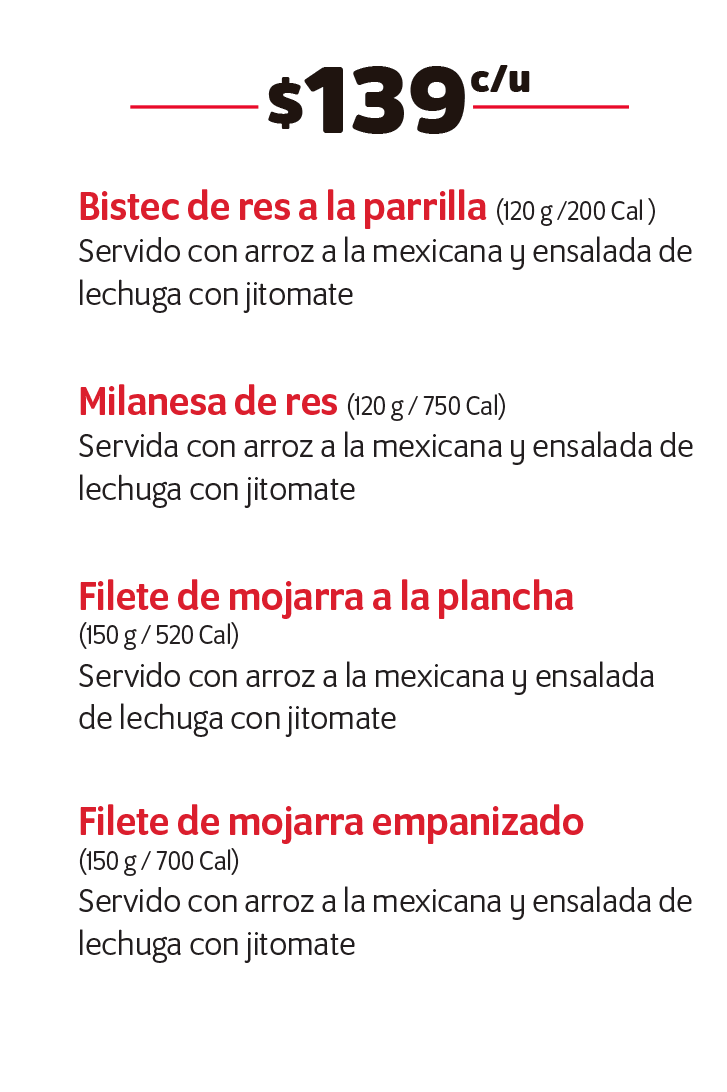 $139 c/u
Bistec de res a la parrilla (120 g /200 Cal )
Servido con arroz a la mexicana y ensalada de
lechuga con jitomate
Milanesa de res (120 g / 750 Cal)
Servida con arroz a la mexicana y ensalada de
lechuga con jitomate
Filete de mojarra a la plancha
(150 g / 520 Cal)
Servido con arroz a la mexicana y ensalada
de lechuga con jitomate
Filete de mojarra empanizado
(150 g / 700 Cal)
Servido con arroz a la mexicana y ensalada de
lechuga con jitomate